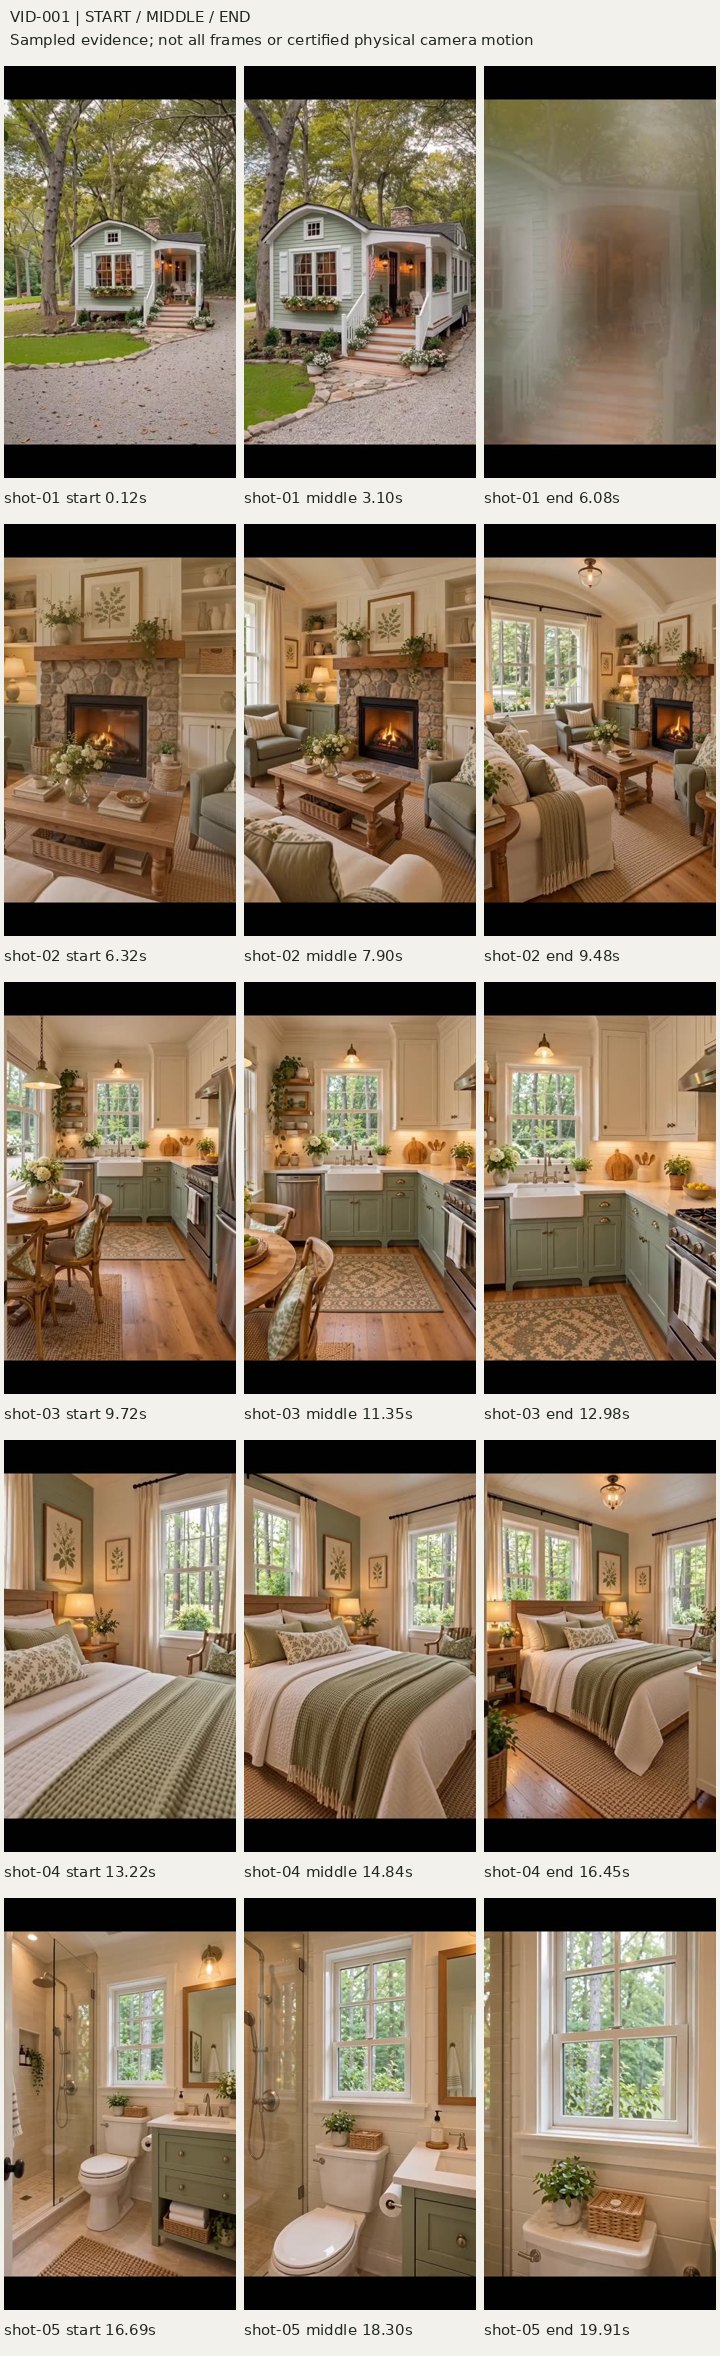 VID-001 | START / MIDDLE / END
Sampled evidence; not all frames or certified physical camera motion
shot-01 start 0.12s
shot-01 middle 3.10s
shot-01 end 6.08s
shot-02 start 6.32s
shot-02 middle 7.90s
shot-02 end 9.48s
shot-03 start 9.72s
shot-03 middle 11.35s
shot-03 end 12.98s
shot-04 start 13.22s
shot-04 middle 14.84s
shot-04 end 16.45s
shot-05 start 16.69s
shot-05 middle 18.30s
shot-05 end 19.91s